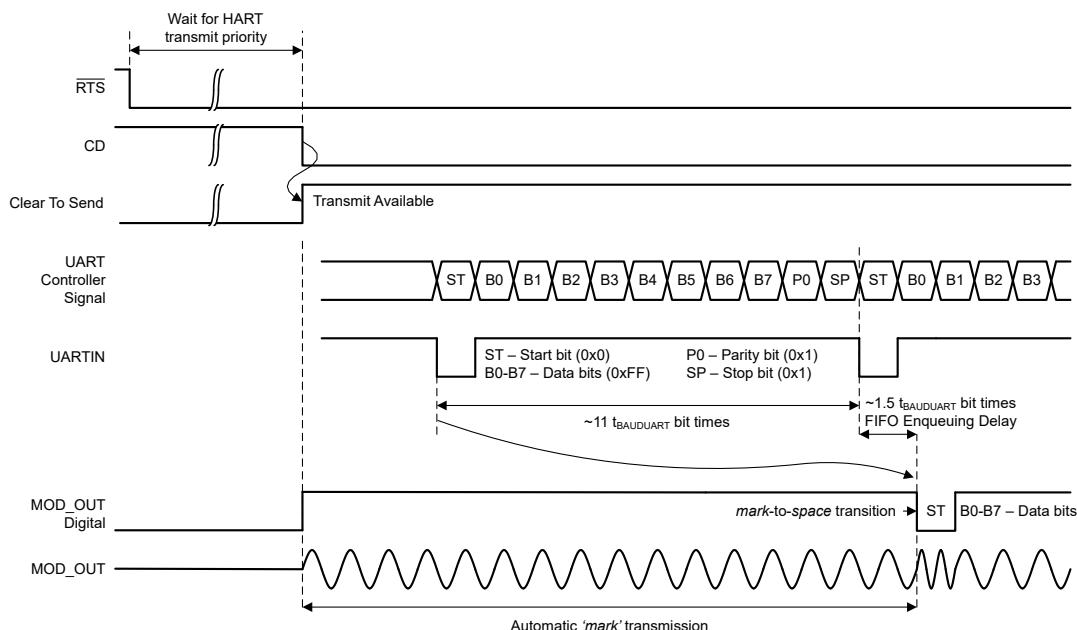 Wait for HART
transmit priority
RTS
CD
Clear To Send
Transmit Available
UART
Controller
Signal
ST B0 B1 B2 B3 B4 B5 B6 B7 P0 SP ST B0 B1 B2 B3
UARTIN
ST – Start bit (0x0) P0 – Parity bit (0x1)
B0-B7 – Data bits (0xFF) SP – Stop bit (0x1)
~11 tBAUDUART bit times
~1.5 tBAUDUART bit times
FIFO Enqueuing Delay
MOD_OUT
Digital
mark-to-space transition
ST B0-B7 – Data bits
MOD_OUT
Automatic 'mark' transmission